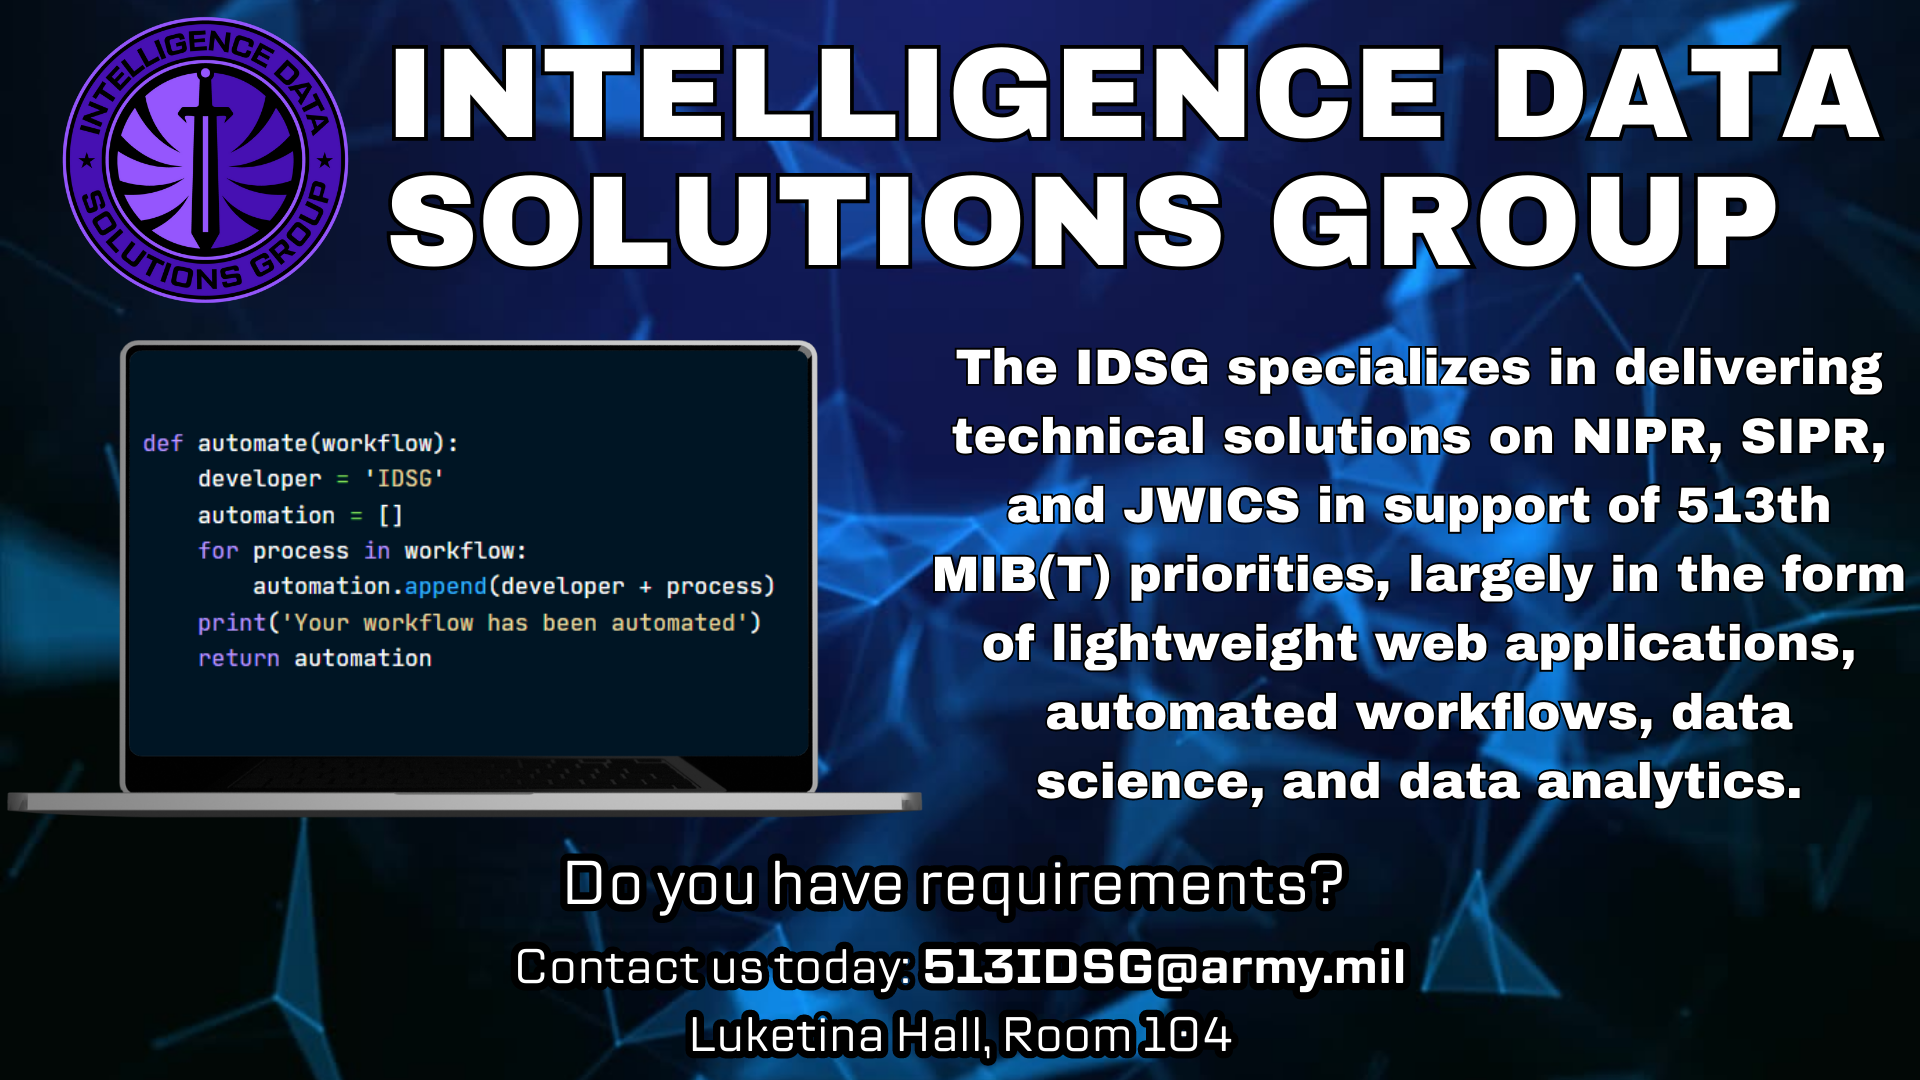 INTELLIGENCE DATA
SOLUTIONS GROUP
INTELLIGENCE DATA
SOLUTIONS GROUP
def automate(workflow):
    developer = 'IDSG'
    automation = []
    for process in workflow:
        automation.append(developer + process)
    print('Your workflow has been automated')
    return automation
The IDSG specializes in delivering
technical solutions on NIPR, SIPR,
and JWICS in support of 513th
MIB(T) priorities, largely in the form
of lightweight web applications,
automated workflows, data
science, and data analytics.
Do you have requirements?
Contact us today: 513IDSG@army.mil
Luketina Hall, Room 104